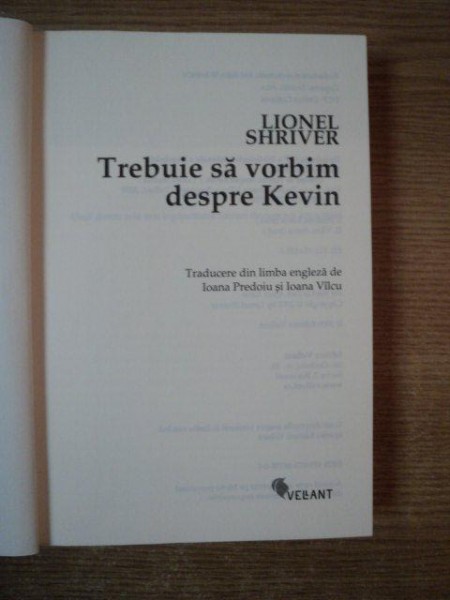 LIONEL
SHRIVER
Trebuie să vorbim
despre Kevin
Traducere din limba engleză de
Ioana Predoiu și Ioana Vîlcu
VELLANT